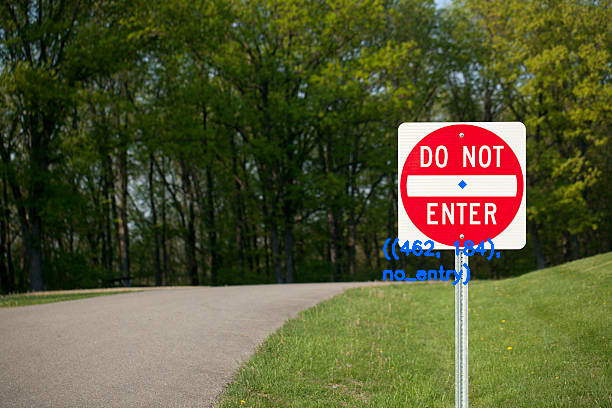 DO NOT
ENTER
((462, 184),
no_entry)